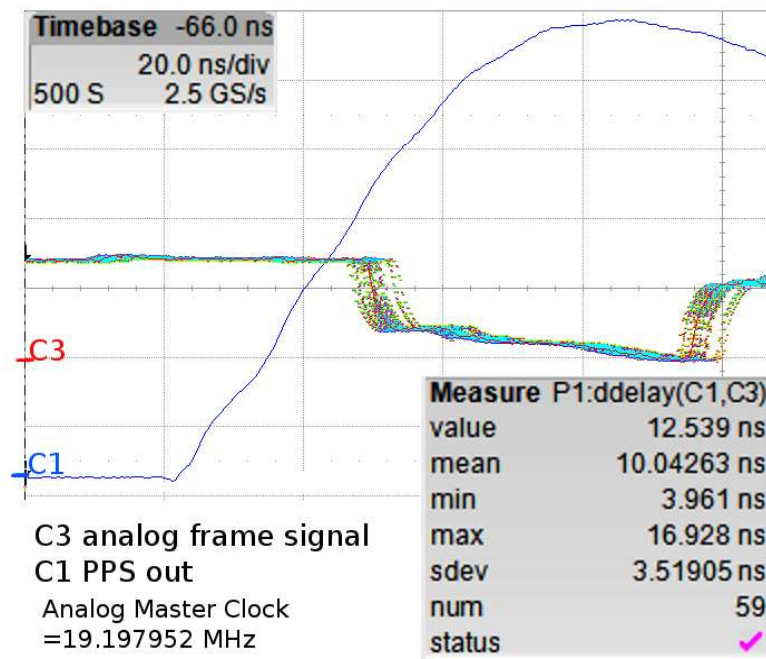 Timebase -66.0 ns
20.0 ns/div
500 S 2.5 GS/s
C3
C1
Measure P1:ddelay(C1,C3)
value 12.539 ns
mean 10.04263 ns
min 3.961 ns
max 16.928 ns
sdev 3.51905 ns
num 59
status
C3 analog frame signal
C1 PPS out
Analog Master Clock
=19.197952 MHz